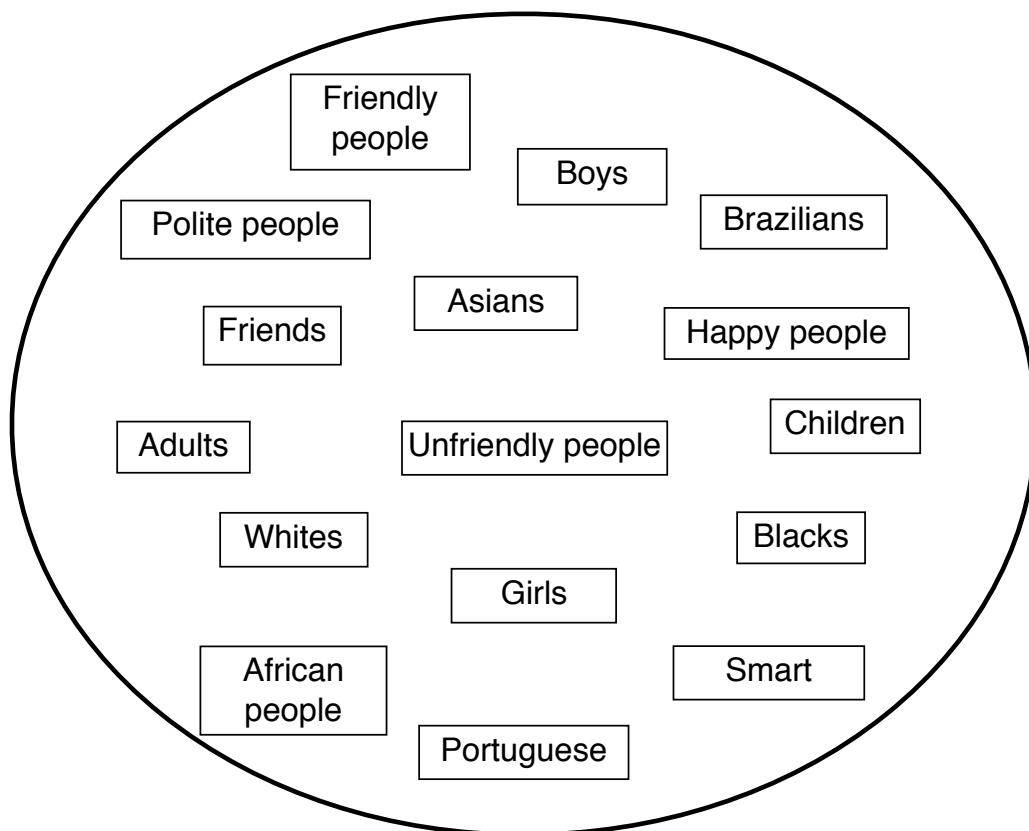 Friendly
people
Boys
Brazilians
Polite people
Asians
Friends
Happy people
Children
Adults
Unfriendly people
Whites
Blacks
Girls
African
people
Smart
Portuguese